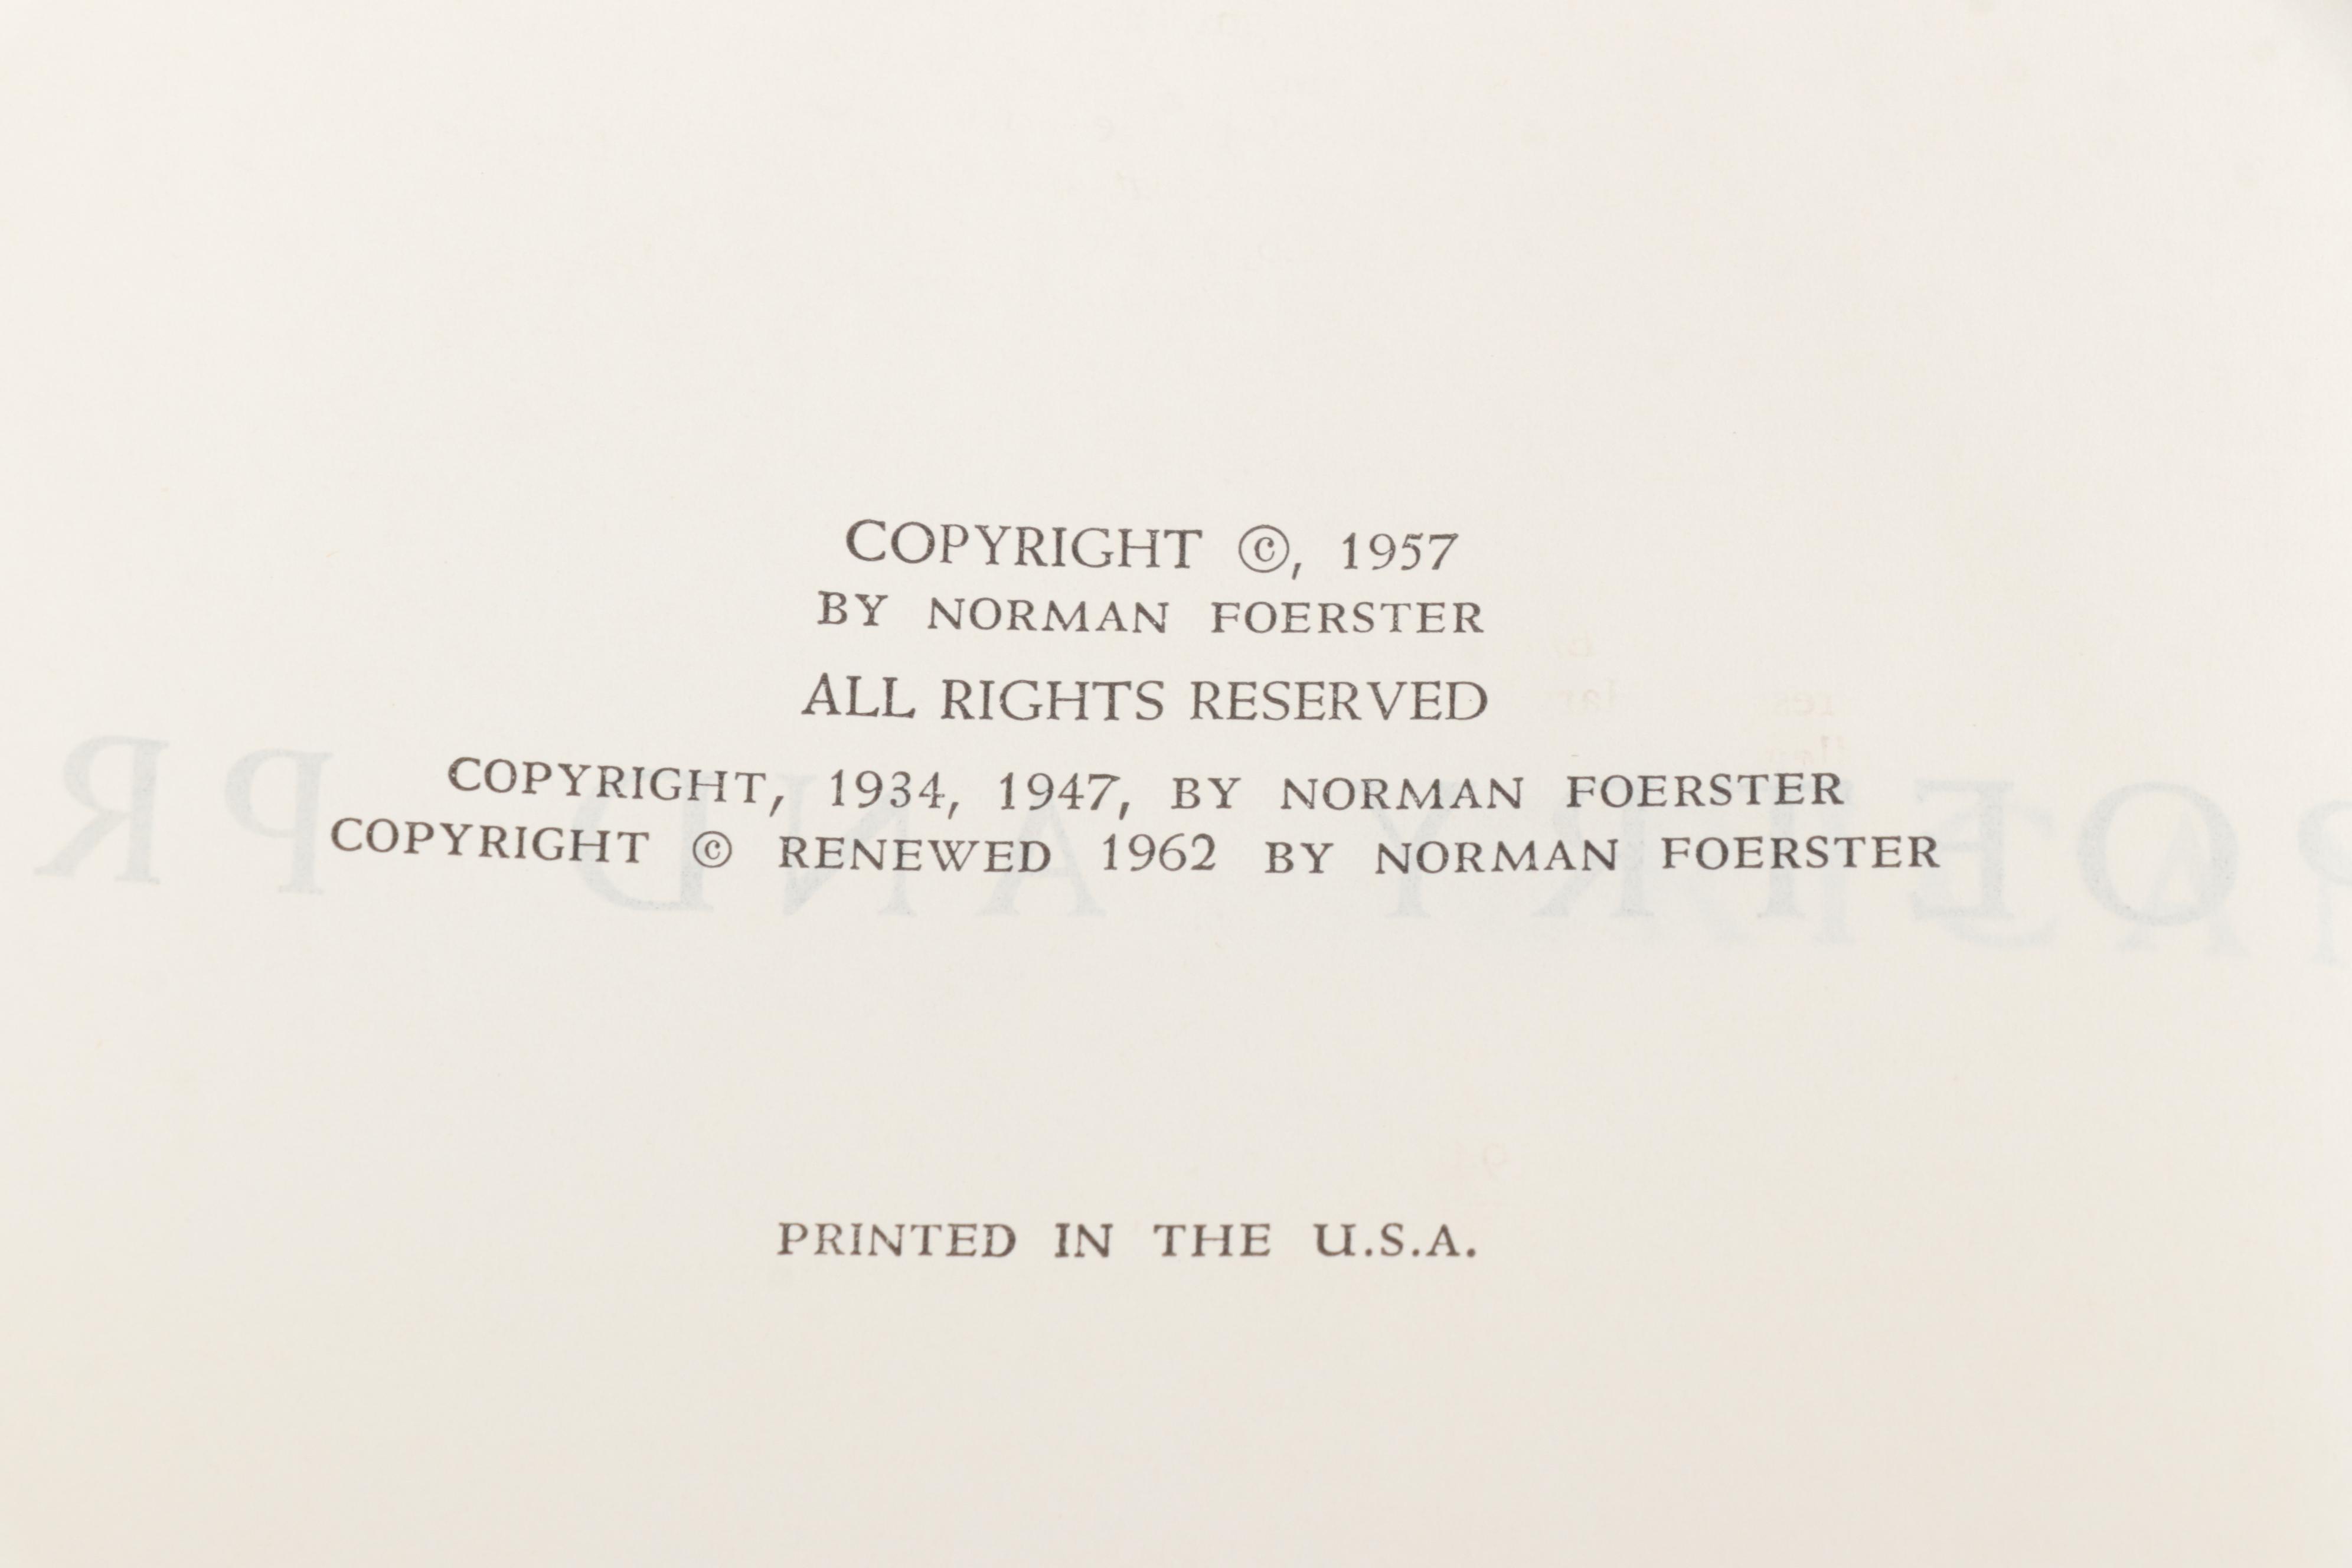 COPYRIGHT ©, 1957
BY NORMAN FOERSTER
ALL RIGHTS RESERVED
COPYRIGHT, 1934, 1947, BY NORMAN FOERSTER
COPYRIGHT © RENEWED 1962 BY NORMAN FOERSTER
PRINTED IN THE U.S.A.